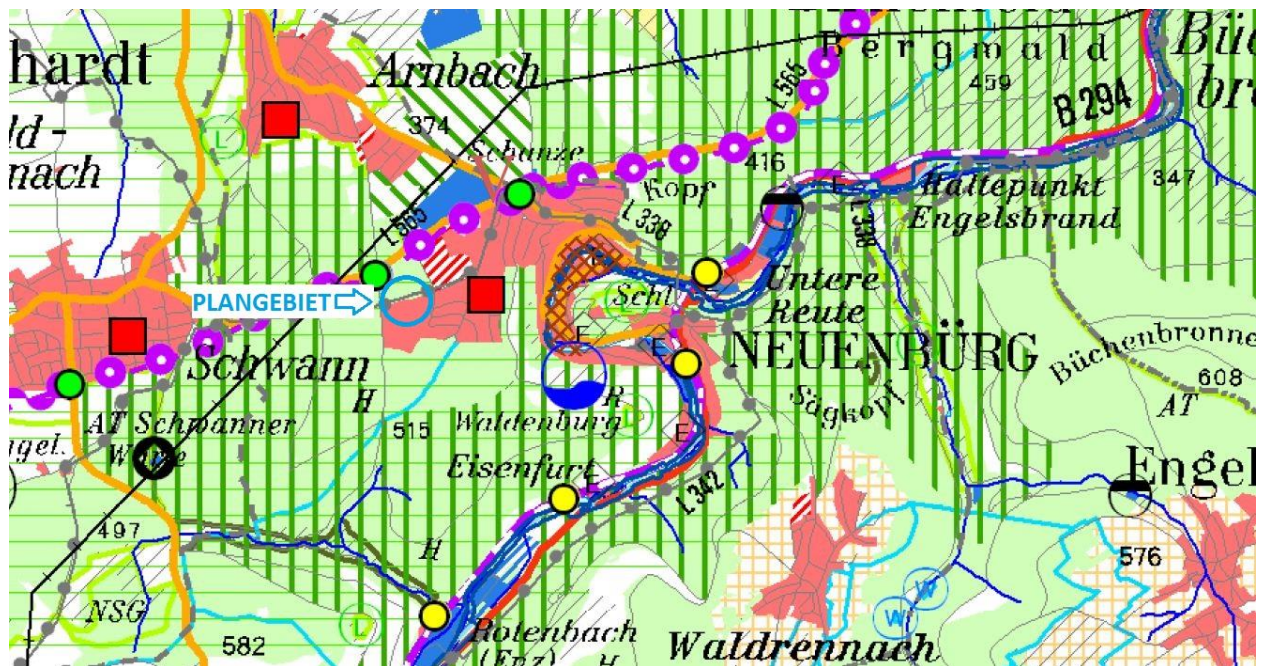 hardt
Arnbach
ld-
nach
374
Schanze
L 565
L 565
Bergwald
459
B 294
Büc
bro
347
416
Kopf
L 338
Haltepunkt
Engelsbrand
L 338
PLANGEBIET
Schl
Untere
Reute
NEUENBÜRG
Büchenbronne
608
AT
Sägkopf
Schwann
H
515
R
Waldenburg
AT Schwanner
Warte
ngel.
Eisenfurt
E
E
E
E
F
L 342
Engel
576
497
H
NSG
582
Rotenbach
(Enz)
H
Waldrennach
L
L
L
W
W